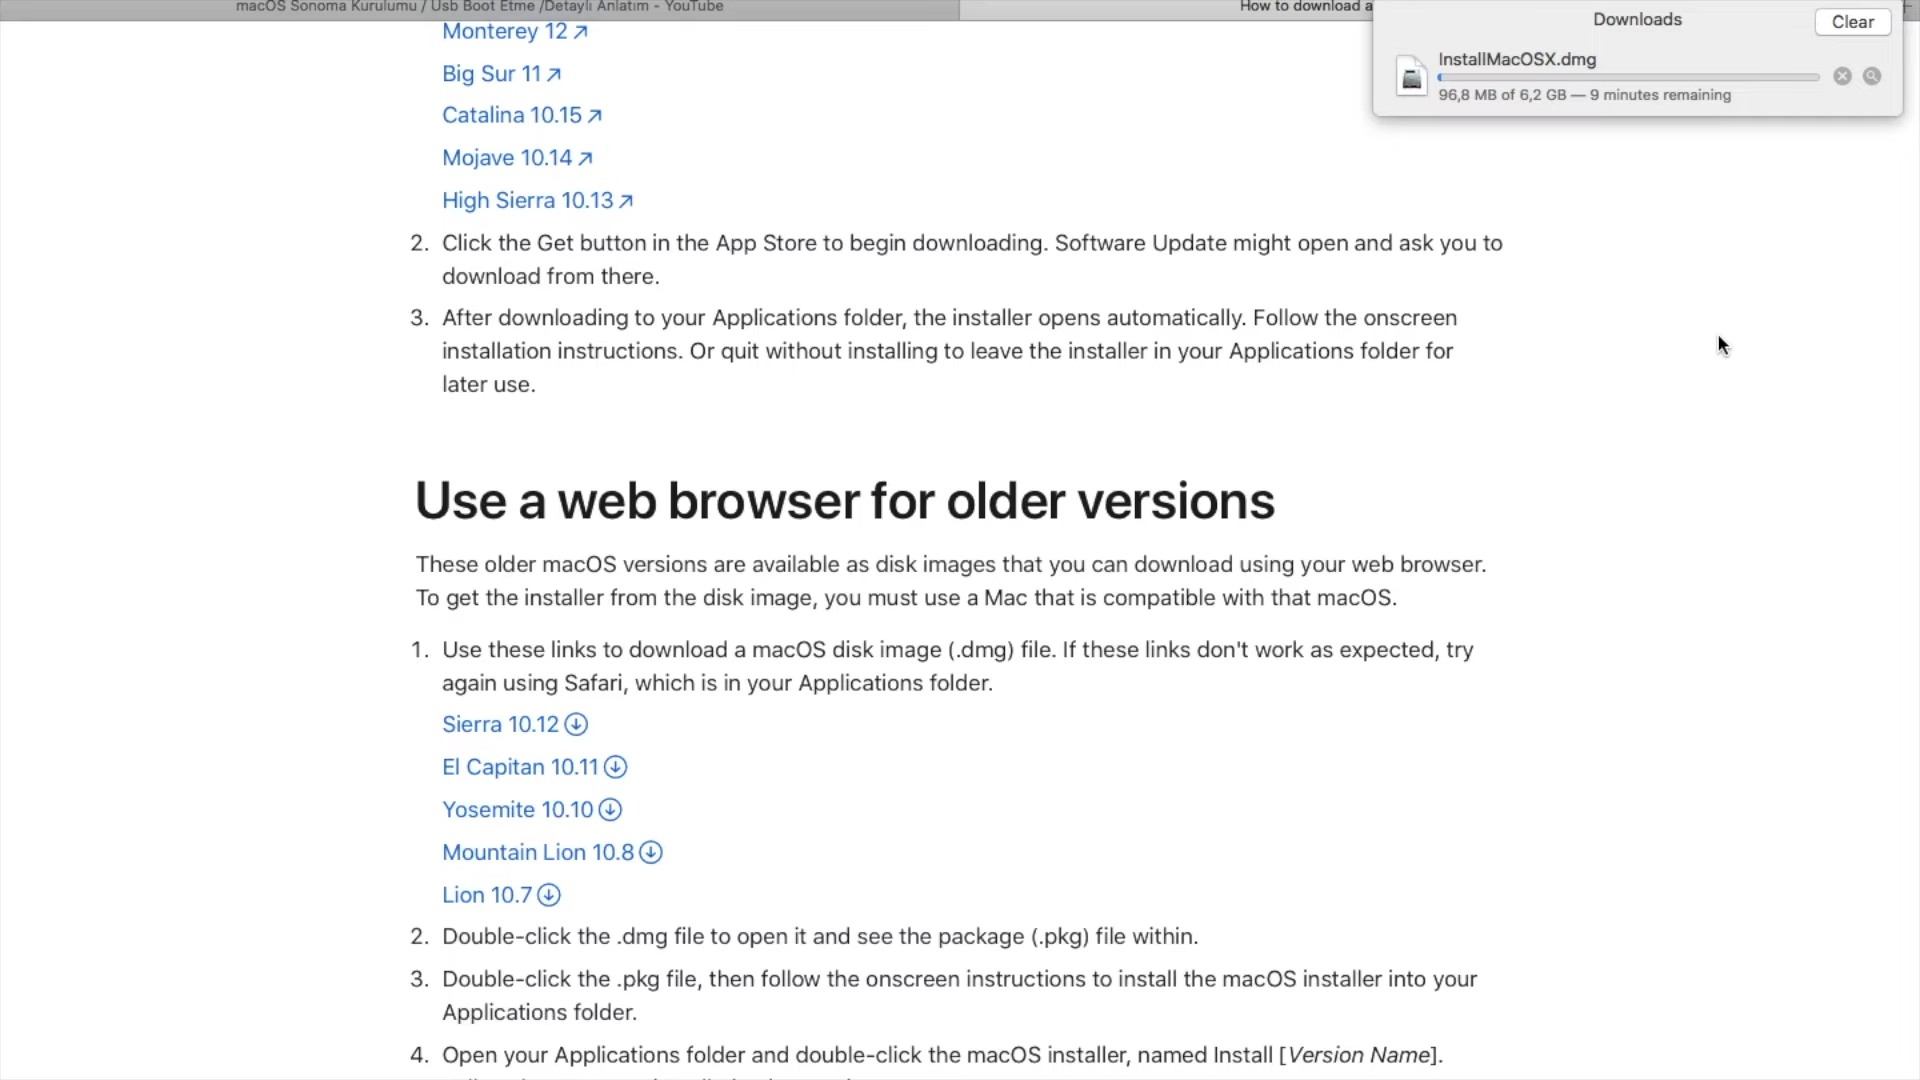 macOS Sonoma Kurulumu / Usb Boot Etme /Detaylı Anlatım - YouTube
How to download a
Downloads
Clear
InstallMacOSX.dmg
96,8 MB of 6,2 GB — 9 minutes remaining
Monterey 12 ↗
Big Sur 11 ↗
Catalina 10.15 ↗
Mojave 10.14 ↗
High Sierra 10.13 ↗
2. Click the Get button in the App Store to begin downloading. Software Update might open and ask you to
download from there.
3. After downloading to your Applications folder, the installer opens automatically. Follow the onscreen
installation instructions. Or quit without installing to leave the installer in your Applications folder for
later use.
Use a web browser for older versions
These older macOS versions are available as disk images that you can download using your web browser.
To get the installer from the disk image, you must use a Mac that is compatible with that macOS.
1. Use these links to download a macOS disk image (.dmg) file. If these links don't work as expected, try
again using Safari, which is in your Applications folder.
Sierra 10.12
El Capitan 10.11
Yosemite 10.10
Mountain Lion 10.8
Lion 10.7
2. Double-click the .dmg file to open it and see the package (.pkg) file within.
3. Double-click the .pkg file, then follow the onscreen instructions to install the macOS installer into your
Applications folder.
4. Open your Applications folder and double-click the macOS installer, named Install [Version Name].